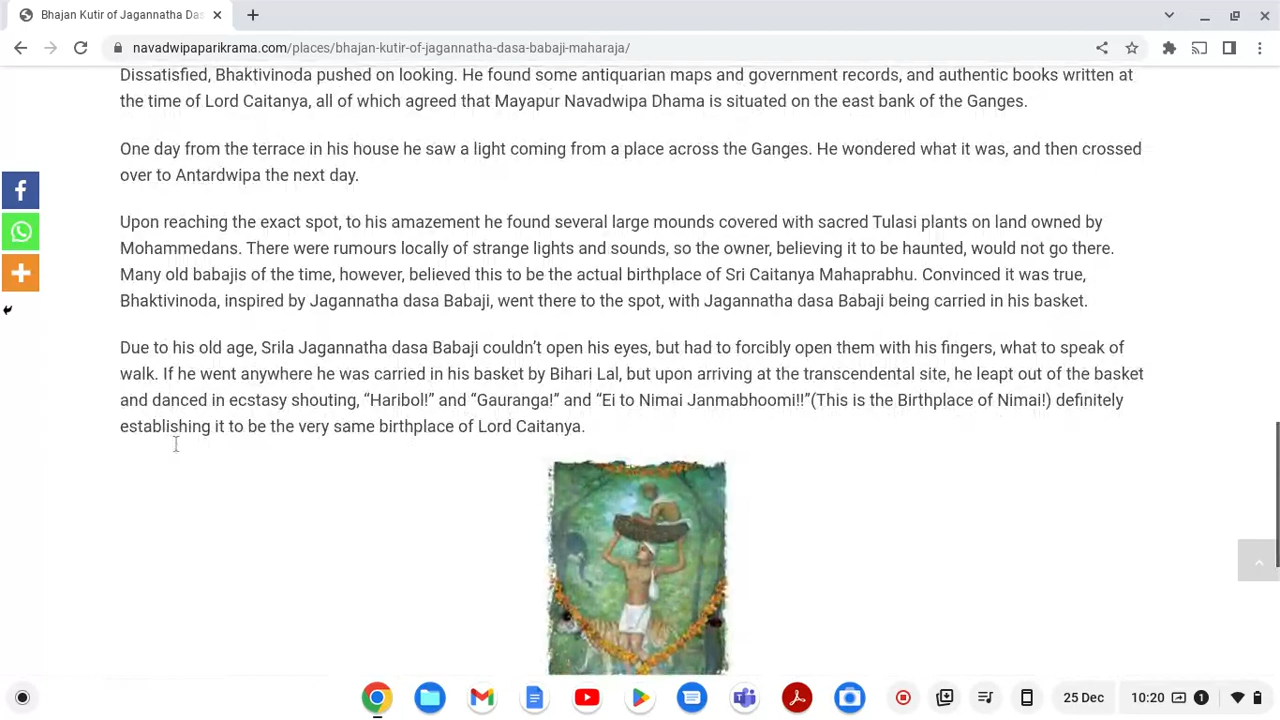 Bhajan Kutir of Jagannatha Da
navadwipaparikrama.com/places/bhajan-kutir-of-jagannatha-dasa-babaji-maharaja/
Dissatisfied, Bhaktivinoda pushed on looking. He found some antiquarian maps and government records, and authentic books written at
the time of Lord Caitanya, all of which agreed that Mayapur Navadwipa Dhama is situated on the east bank of the Ganges.
One day from the terrace in his house he saw a light coming from a place across the Ganges. He wondered what it was, and then crossed
over to Antardwipa the next day.
Upon reaching the exact spot, to his amazement he found several large mounds covered with sacred Tulasi plants on land owned by
Mohammedans. There were rumours locally of strange lights and sounds, so the owner, believing it to be haunted, would not go there.
Many old babajis of the time, however, believed this to be the actual birthplace of Sri Caitanya Mahaprabhu. Convinced it was true,
Bhaktivinoda, inspired by Jagannatha dasa Babaji, went there to the spot, with Jagannatha dasa Babaji being carried in his basket.
Due to his old age, Srila Jagannatha dasa Babaji couldn’t open his eyes, but had to forcibly open them with his fingers, what to speak of
walk. If he went anywhere he was carried in his basket by Bihari Lal, but upon arriving at the transcendental site, he leapt out of the basket
and danced in ecstasy shouting, “Haribol!” and “Gauranga!” and “Ei to Nimai Janmabhoomi!!”(This is the Birthplace of Nimai!) definitely
establishing it to be the very same birthplace of Lord Caitanya.
25 Dec
10:20
1